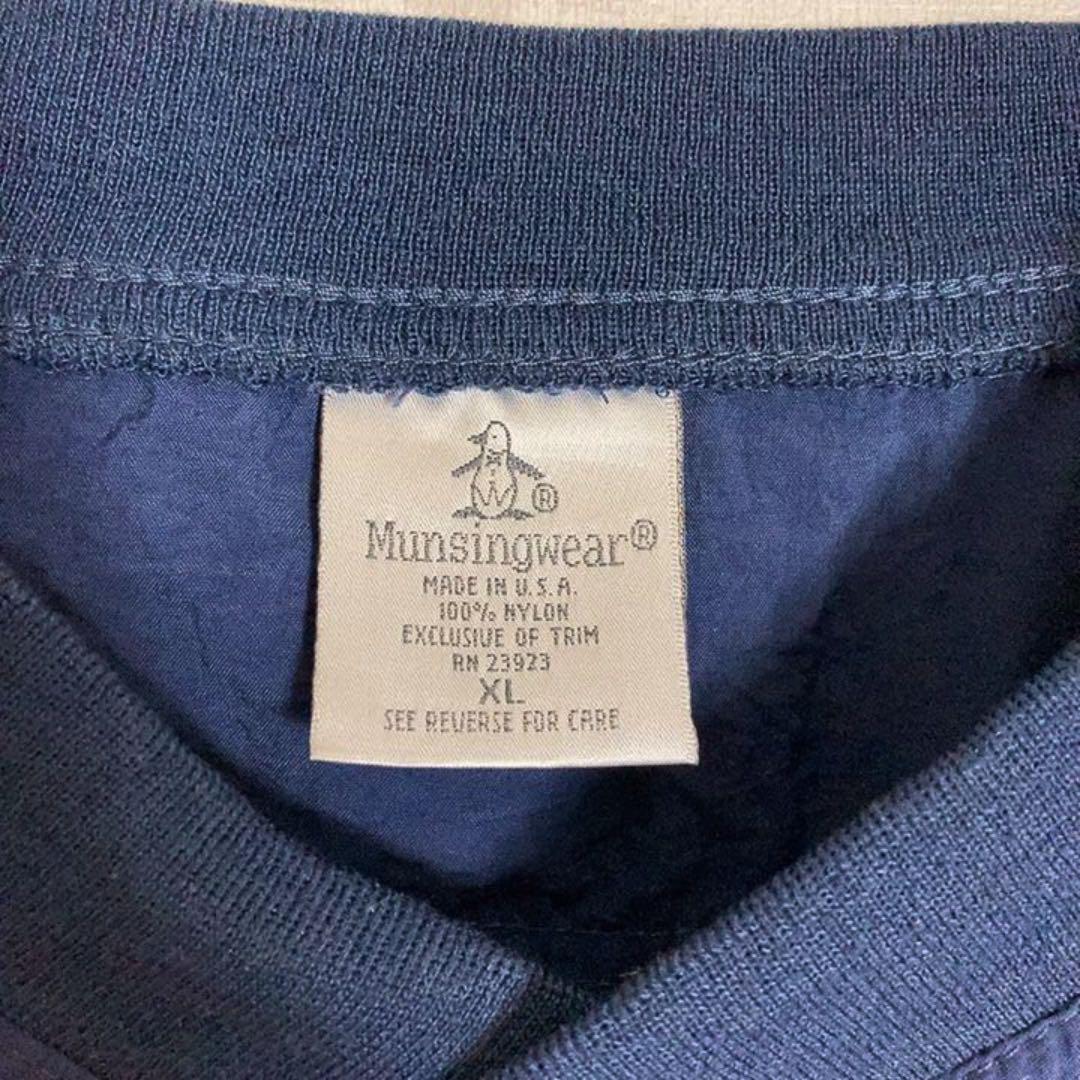 ®
Munsingwear®
MADE IN U.S.A.
100% NYLON
EXCLUSIVE OF TRIM
RN 23923
XL
SEE REVERSE FOR CARE